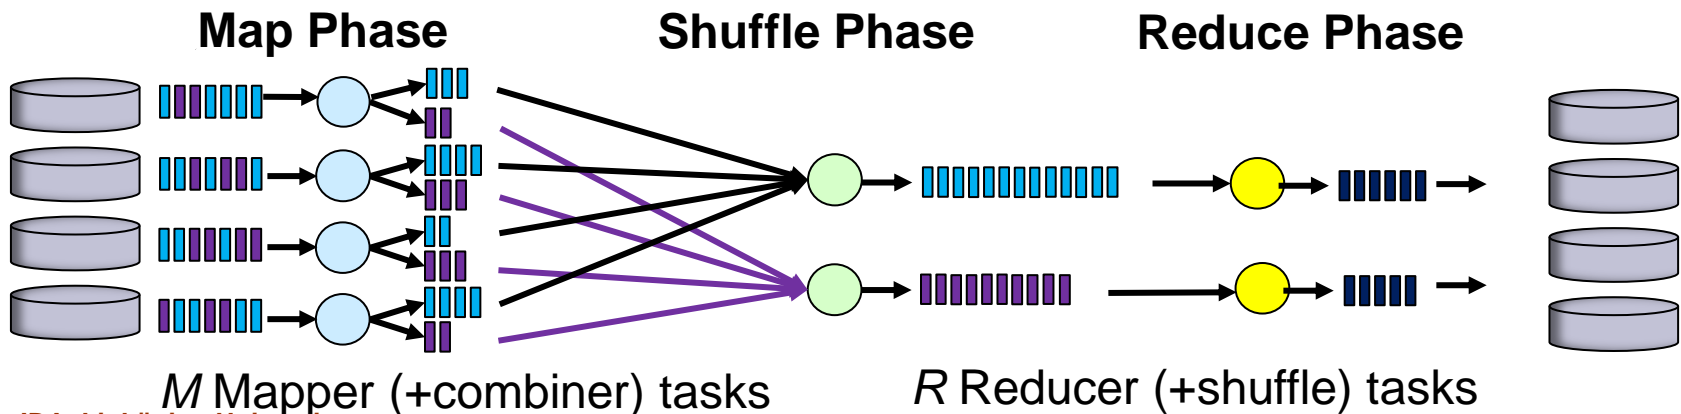 Map Phase
Shuffle Phase
Reduce Phase
M Mapper (+combiner) tasks
R Reducer (+shuffle) tasks